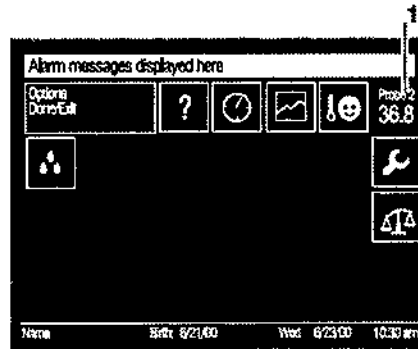 1
Alarm messages displayed here
Options
Done/Exit
?
Probe 2
36.8
Name Birth: 6/21/00 Wed 6/23/00 10:30 am